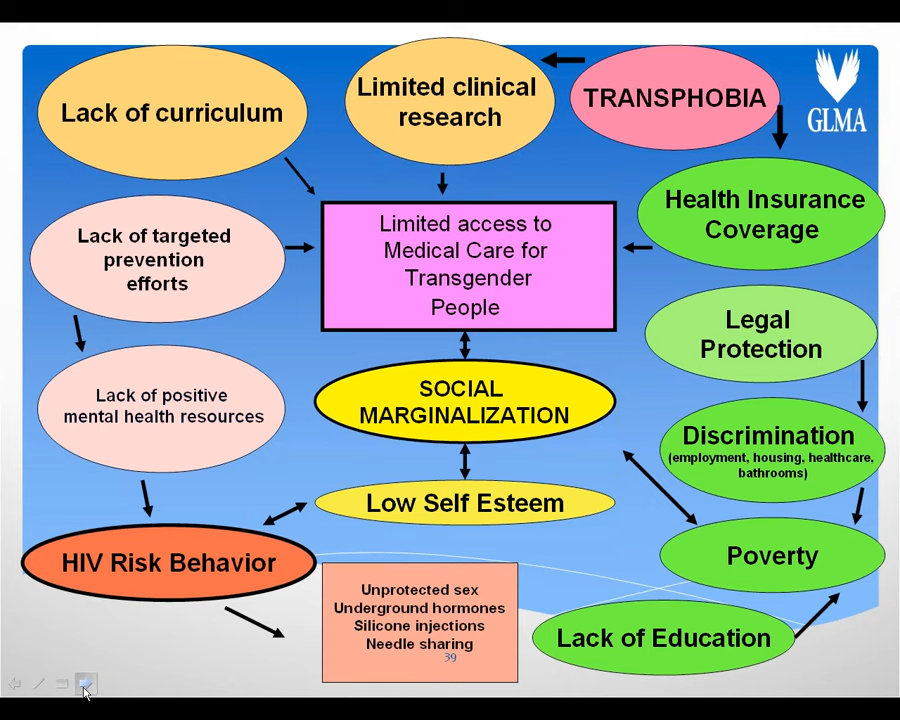 Lack of curriculum
Limited clinical
research
TRANSPHOBIA
GLMA
Health Insurance
Coverage
Lack of targeted
prevention
efforts
Limited access to
Medical Care for
Transgender
People
Legal
Protection
Lack of positive
mental health resources
SOCIAL
MARGINALIZATION
Discrimination
(employment, housing, healthcare,
bathrooms)
Low Self Esteem
HIV Risk Behavior
Poverty
Unprotected sex
Underground hormones
Silicone injections
Needle sharing
39
Lack of Education